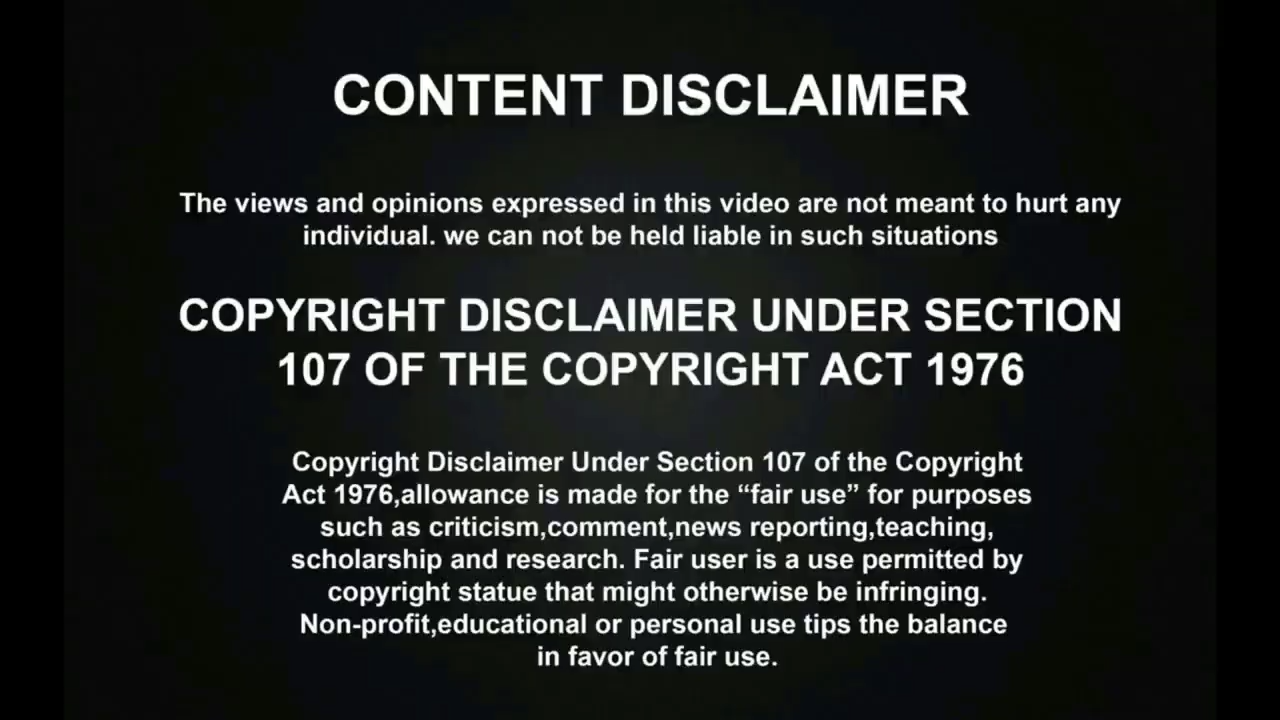 CONTENT DISCLAIMER
The views and opinions expressed in this video are not meant to hurt any
individual. we can not be held liable in such situations
COPYRIGHT DISCLAIMER UNDER SECTION
107 OF THE COPYRIGHT ACT 1976
Copyright Disclaimer Under Section 107 of the Copyright
Act 1976,allowance is made for the “fair use” for purposes
such as criticism,comment,news reporting,teaching,
scholarship and research. Fair user is a use permitted by
copyright statue that might otherwise be infringing.
Non-profit,educational or personal use tips the balance
in favor of fair use.